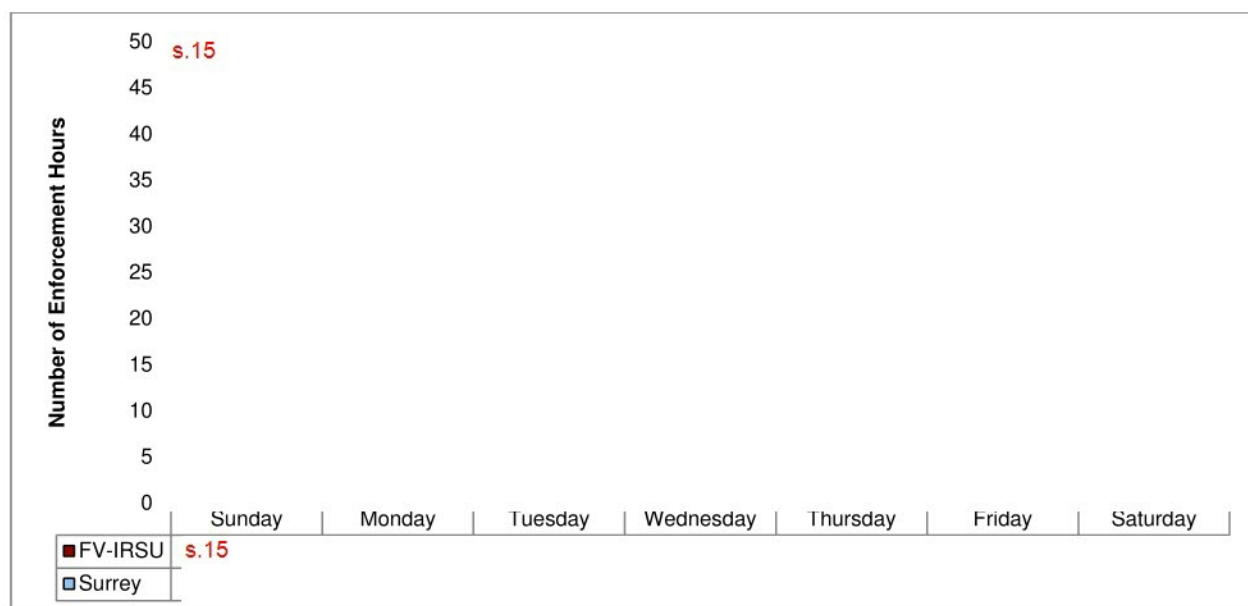 50
s.15
45
40
35
30
25
20
15
10
5
0
Number of Enforcement Hours
Sunday Monday Tuesday Wednesday Thursday Friday Saturday
FV-IRSU s.15
Surrey